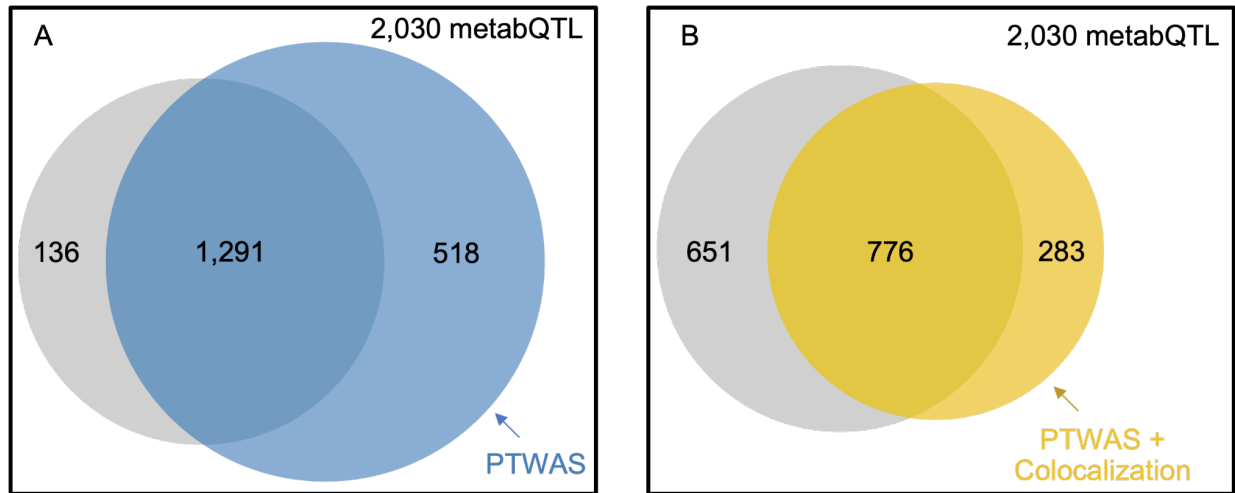 A
2,030 metabQTL
136
1,291
518
PTWAS
B
2,030 metabQTL
651
776
283
PTWAS +
Colocalization